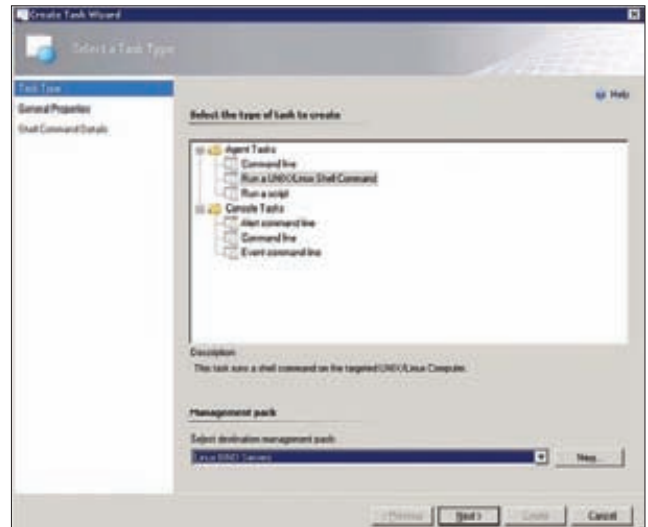 Create Task Wizard
Select a Task Type
Task Type
Help
General Properties
Shell Command Details
Select the type of task to create
Agent Tasks
Command line
Run a UNIX/Linux Shell Command
Run a script
Console Tasks
Alert command line
Command line
Event command line
Description
This task runs a shell command on the targeted UNIX/Linux Computer.
Management pack
Select destination management pack:
Linux BIND Servers
New...
< Previous
Next >
Create
Cancel